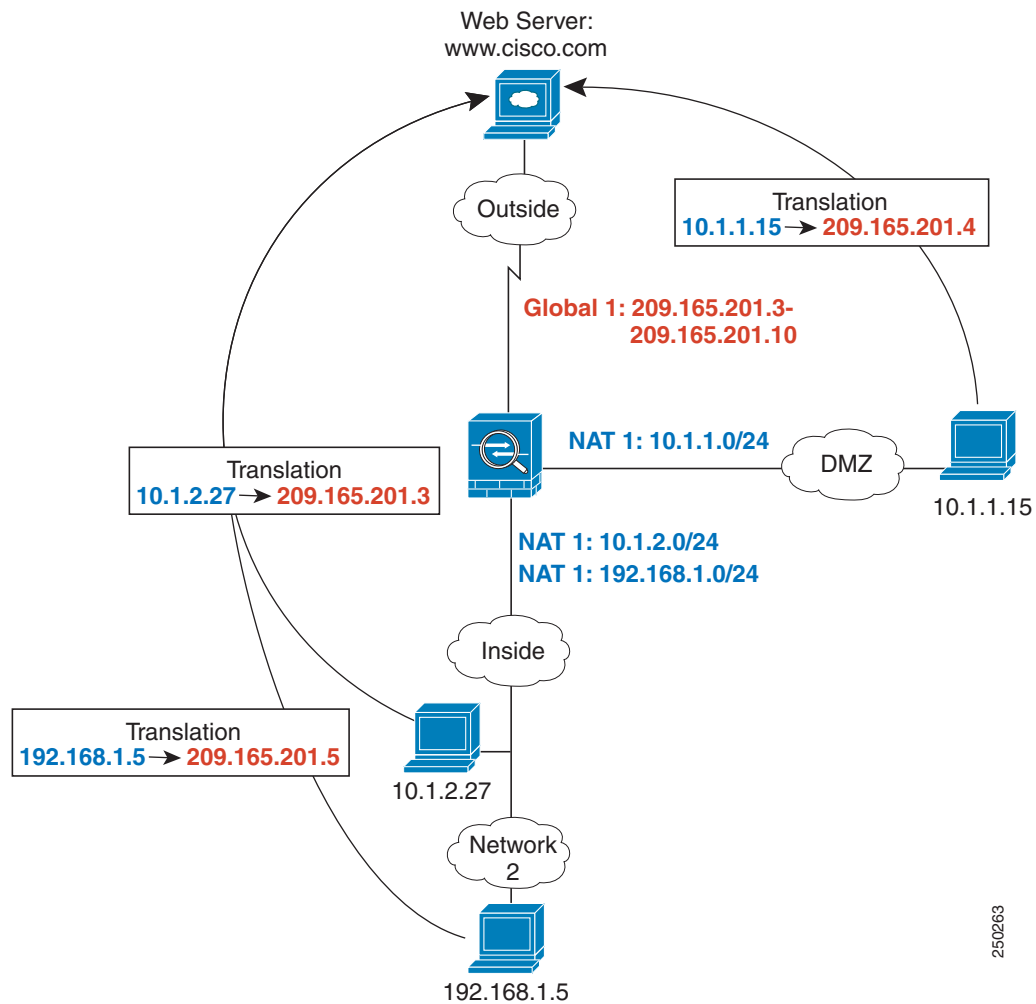 Web Server:
www.cisco.com
Outside
Translation
10.1.1.15 → 209.165.201.4
Global 1: 209.165.201.3-
209.165.201.10
NAT 1: 10.1.1.0/24
DMZ
10.1.1.15
Translation
10.1.2.27 → 209.165.201.3
NAT 1: 10.1.2.0/24
NAT 1: 192.168.1.0/24
Inside
Translation
192.168.1.5 → 209.165.201.5
10.1.2.27
Network
2
192.168.1.5
250263